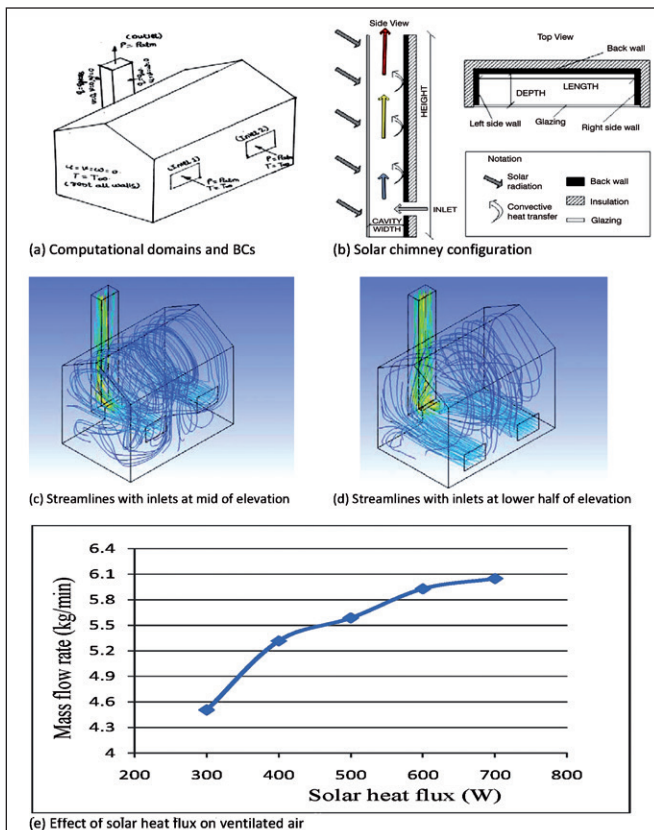 (outlet)
P = Patm
(Inlet 1)
P = Patm
T = T∞
(Inlet 2)
P = Patm
T = T∞
u = v = w = 0.
T = T∞
(rest all walls)
(a) Computational domains and BCs
Side View
HEIGHT
INLET
CAVITY
WIDTH
Top View
Back wall
DEPTH
LENGTH
Left side wall
Glazing
Right side wall
Notation
Solar
radiation
Convective
heat transfer
Back wall
Insulation
Glazing
(b) Solar chimney configuration
(c) Streamlines with inlets at mid of elevation
(d) Streamlines with inlets at lower half of elevation
Mass flow rate (kg/min)
6.4
6.1
5.8
5.5
5.2
4.9
4.6
4.3
4
200 300 400 500 600 700 800
Solar heat flux (W)
(e) Effect of solar heat flux on ventilated air